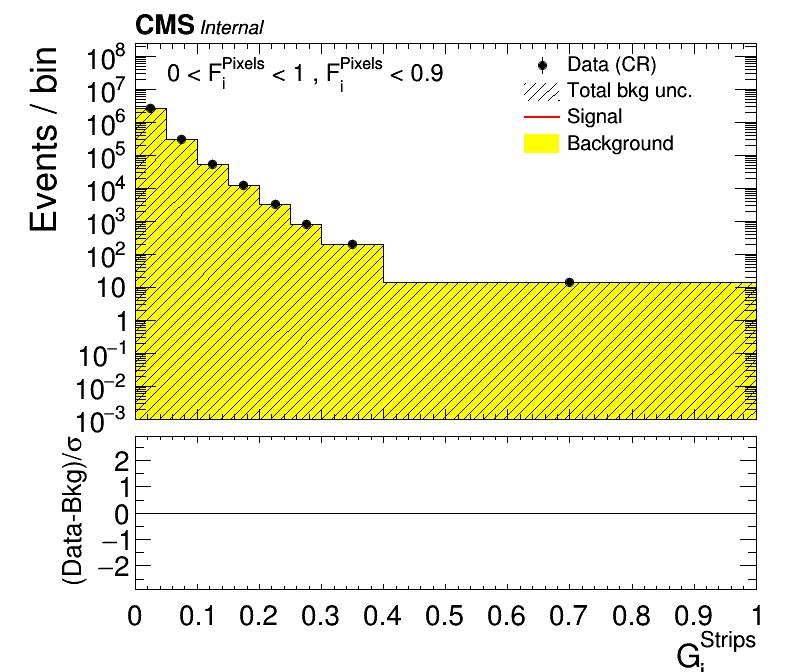 CMS Internal
0 < F_i^Pixels < 1 , F_i^Pixels < 0.9
Data (CR)
Total bkg unc.
Signal
Background
Events / bin
10^8
10^7
10^6
10^5
10^4
10^3
10^2
10
1
10^−1
10^−2
10^−3
(Data-Bkg)/σ
2
1
0
−1
−2
0 0.1 0.2 0.3 0.4 0.5 0.6 0.7 0.8 0.9 1
G_i^Strips